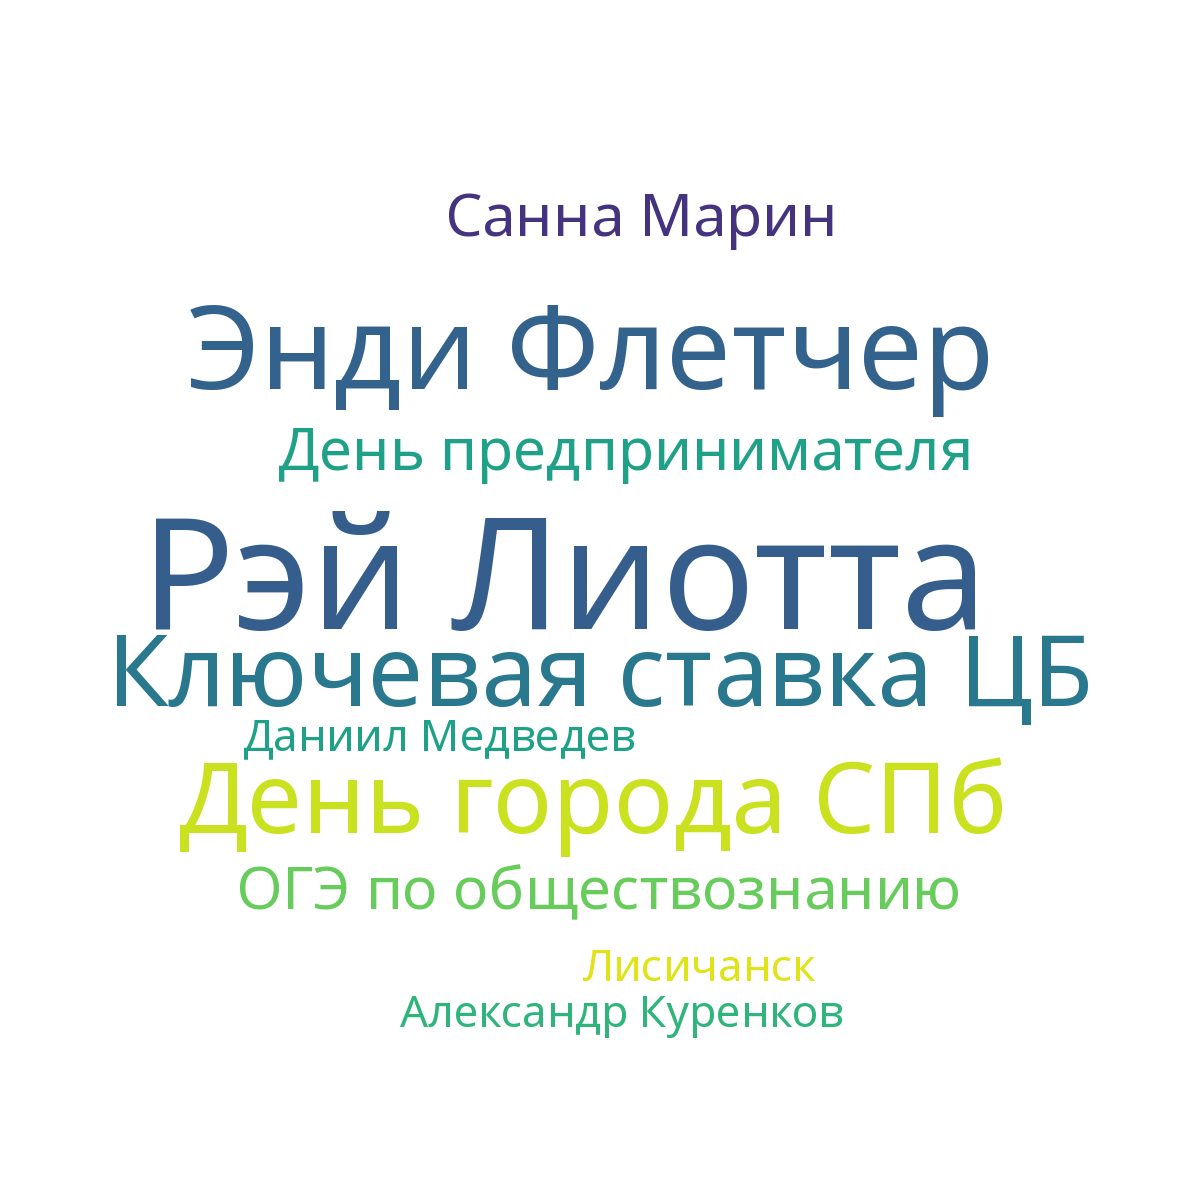 Санна Марин
Энди Флетчер
День предпринимателя
Рэй Лиотта
Ключевая ставка ЦБ
Даниил Медведев
День города СПб
ОГЭ по обществознанию
Лисичанск
Александр Куренков